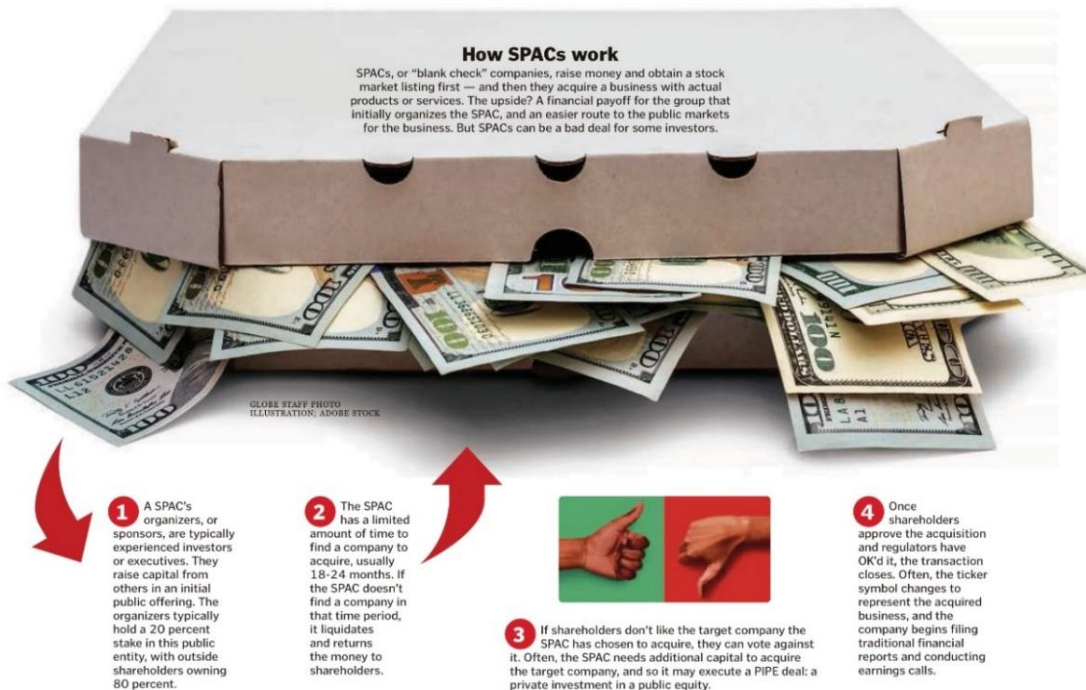 How SPACs work
SPACs, or “blank check” companies, raise money and obtain a stock
market listing first — and then they acquire a business with actual
products or services. The upside? A financial payoff for the group that
initially organizes the SPAC, and an easier route to the public markets
for the business. But SPACs can be a bad deal for some investors.
GLOBE STAFF PHOTO
ILLUSTRATION; ADOBE STOCK
1 A SPAC's
organizers, or
sponsors, are typically
experienced investors
or executives. They
raise capital from
others in an initial
public offering. The
organizers typically
hold a 20 percent
stake in this public
entity, with outside
shareholders owning
80 percent.
2 The SPAC
has a limited
amount of time to
find a company to
acquire, usually
18-24 months. If
the SPAC doesn't
find a company in
that time period,
it liquidates
and returns
the money to
shareholders.
3 If shareholders don't like the target company the
SPAC has chosen to acquire, they can vote against
it. Often, the SPAC needs additional capital to acquire
the target company, and so it may execute a PIPE deal: a
private investment in a public equity.
4 Once
shareholders
approve the acquisition
and regulators have
OK'd it, the transaction
closes. Often, the ticker
symbol changes to
represent the acquired
business, and the
company begins filing
traditional financial
reports and conducting
earnings calls.